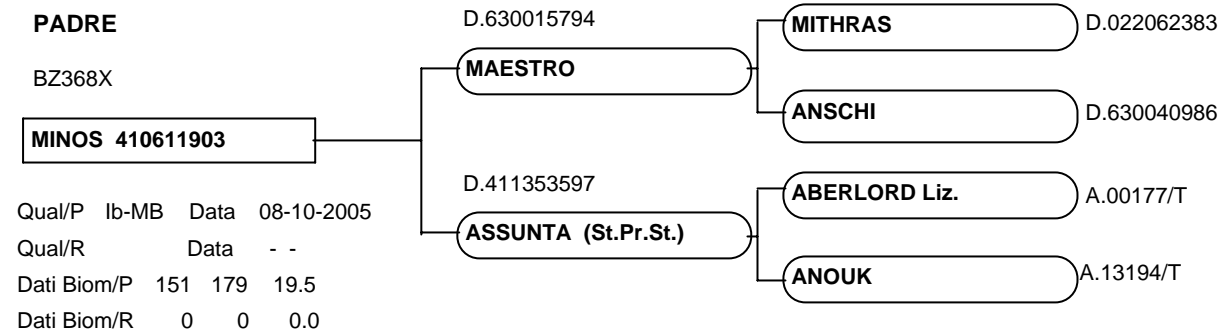 PADRE
BZ368X
MINOS 410611903
Qual/P Ib-MB Data 08-10-2005
Qual/R Data - -
Dati Biom/P 151 179 19.5
Dati Biom/R 0 0 0.0
D.630015794
MAESTRO
D.411353597
ASSUNTA (St.Pr.St.)
MITHRAS D.022062383
ANSCHI D.630040986
ABERLORD Liz. A.00177/T
ANOUK A.13194/T